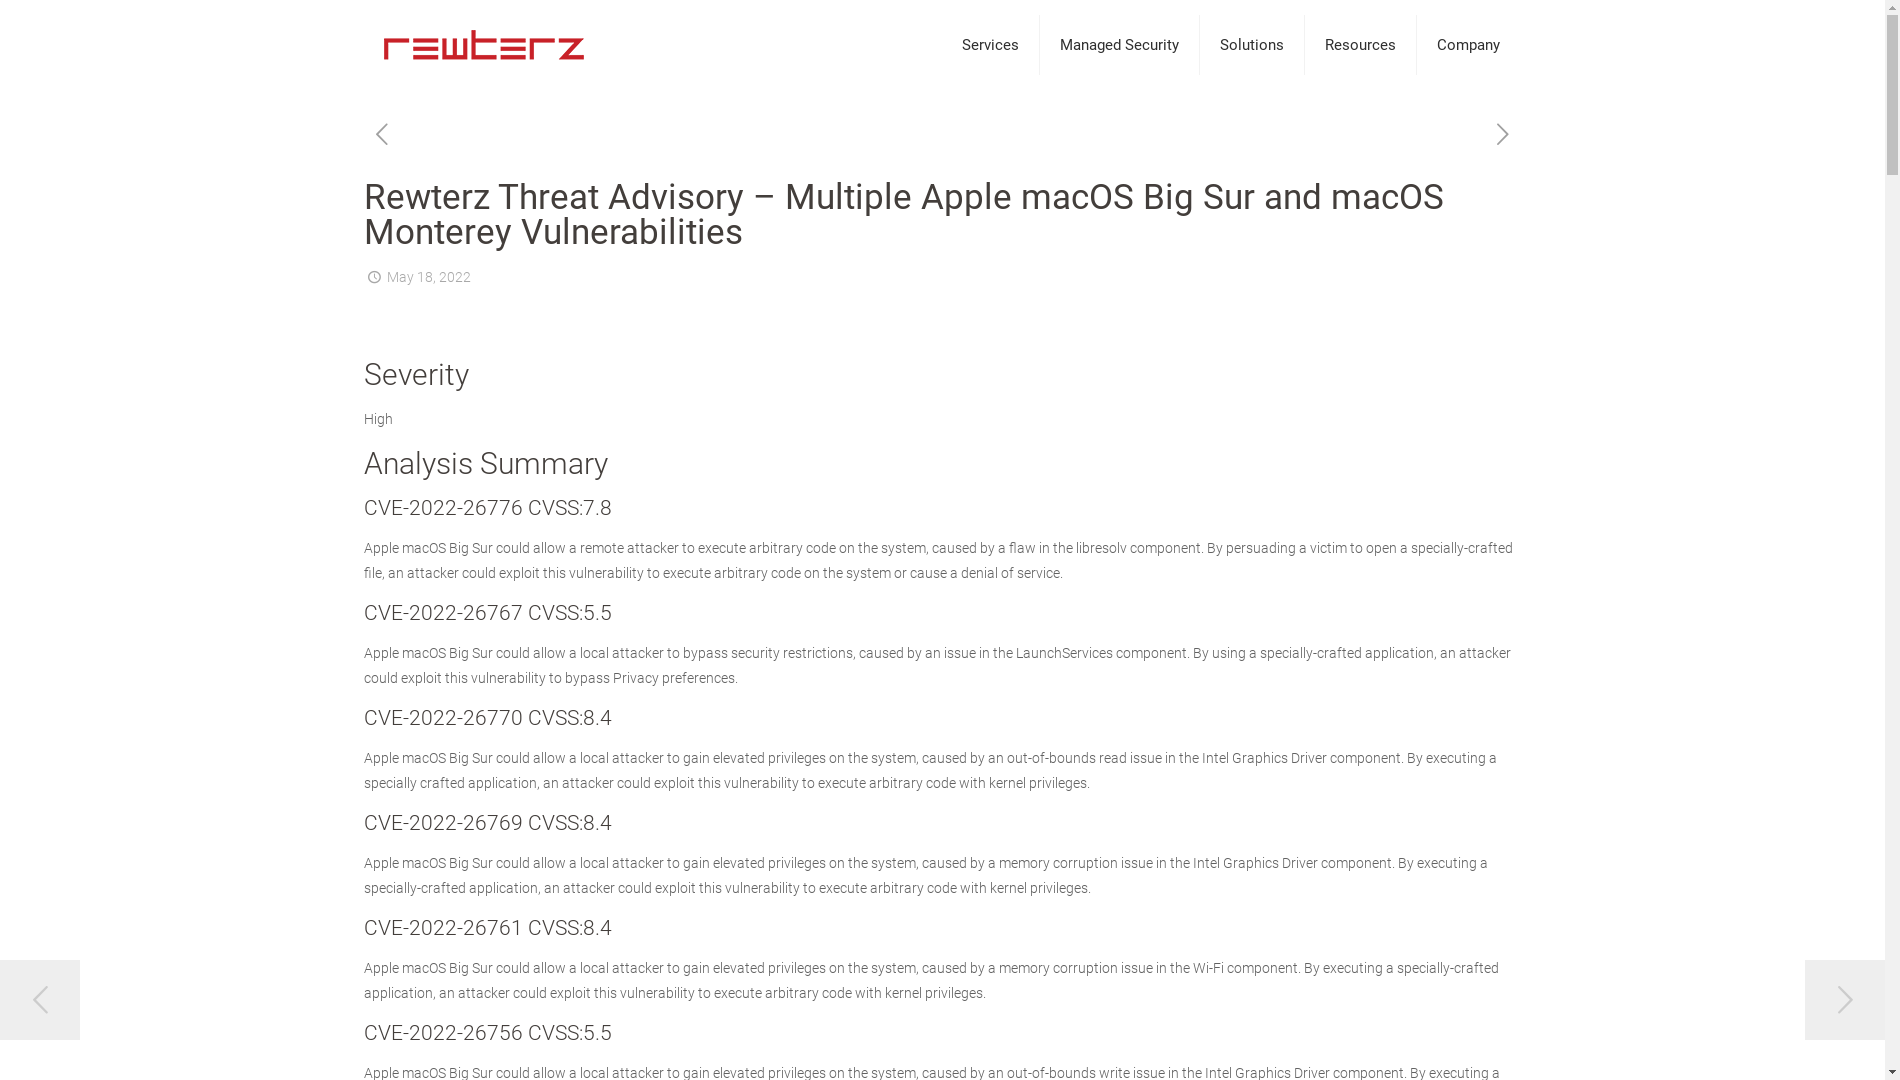 rewterz
Services
Managed Security
Solutions
Resources
Company
Rewterz Threat Advisory – Multiple Apple macOS Big Sur and macOS
Monterey Vulnerabilities
May 18, 2022
Severity
High
Analysis Summary
CVE-2022-26776 CVSS:7.8
Apple macOS Big Sur could allow a remote attacker to execute arbitrary code on the system, caused by a flaw in the libresolv component. By persuading a victim to open a specially-crafted
file, an attacker could exploit this vulnerability to execute arbitrary code on the system or cause a denial of service.
CVE-2022-26767 CVSS:5.5
Apple macOS Big Sur could allow a local attacker to bypass security restrictions, caused by an issue in the LaunchServices component. By using a specially-crafted application, an attacker
could exploit this vulnerability to bypass Privacy preferences.
CVE-2022-26770 CVSS:8.4
Apple macOS Big Sur could allow a local attacker to gain elevated privileges on the system, caused by an out-of-bounds read issue in the Intel Graphics Driver component. By executing a
specially crafted application, an attacker could exploit this vulnerability to execute arbitrary code with kernel privileges.
CVE-2022-26769 CVSS:8.4
Apple macOS Big Sur could allow a local attacker to gain elevated privileges on the system, caused by a memory corruption issue in the Intel Graphics Driver component. By executing a
specially-crafted application, an attacker could exploit this vulnerability to execute arbitrary code with kernel privileges.
CVE-2022-26761 CVSS:8.4
Apple macOS Big Sur could allow a local attacker to gain elevated privileges on the system, caused by a memory corruption issue in the Wi-Fi component. By executing a specially-crafted
application, an attacker could exploit this vulnerability to execute arbitrary code with kernel privileges.
CVE-2022-26756 CVSS:5.5
Apple macOS Big Sur could allow a local attacker to gain elevated privileges on the system, caused by an out-of-bounds write issue in the Intel Graphics Driver component. By executing a